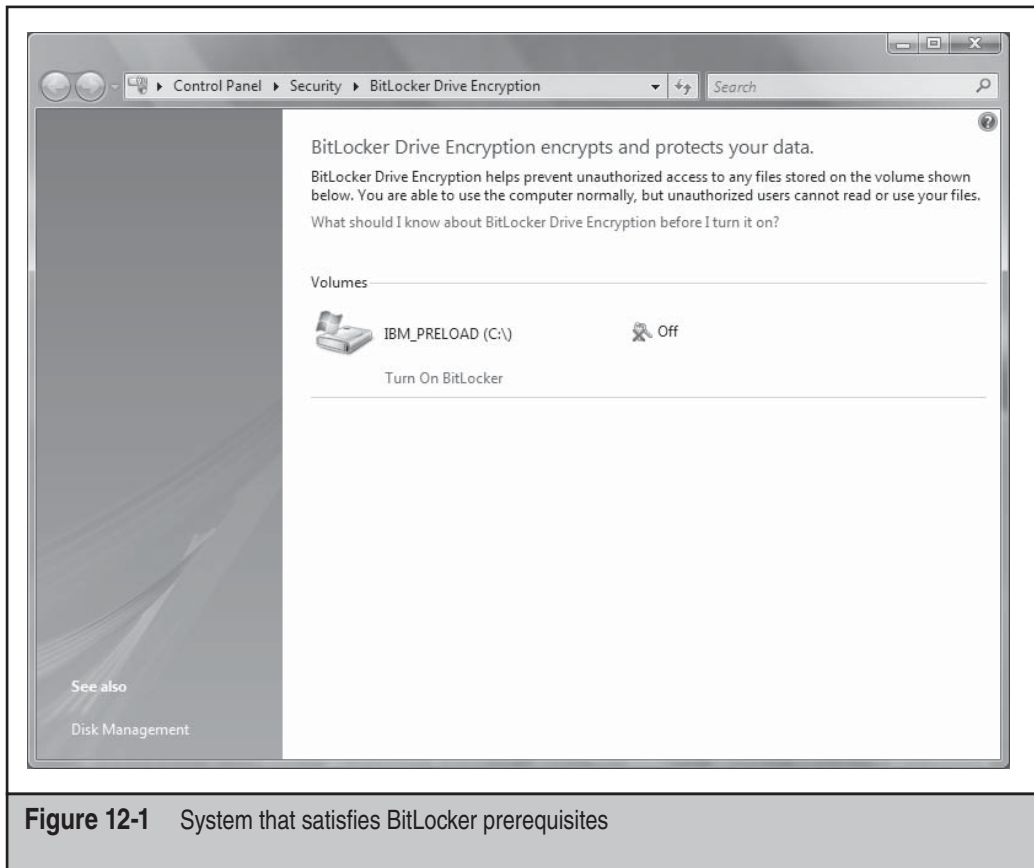 Control Panel ▸ Security ▸ BitLocker Drive Encryption
Search
BitLocker Drive Encryption encrypts and protects your data.
BitLocker Drive Encryption helps prevent unauthorized access to any files stored on the volume shown
below. You are able to use the computer normally, but unauthorized users cannot read or use your files.
What should I know about BitLocker Drive Encryption before I turn it on?
Volumes
IBM_PRELOAD (C:\)
Off
Turn On BitLocker
See also
Disk Management
Figure 12-1 System that satisfies BitLocker prerequisites